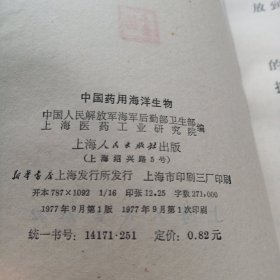 放到
的
中国药用海洋生物
中国人民解放军海军后勤部卫生部
上海医药工业研究院 编
上海人民出版社出版
(上海绍兴路5号)
新华书店上海发行所发行 上海市印刷三厂印刷
开本787×1092 1/16 印张12.25 字数271,000
1977年9月第1版 1977年9月第1次印刷
统一书号:14171·251 定价:0.82元